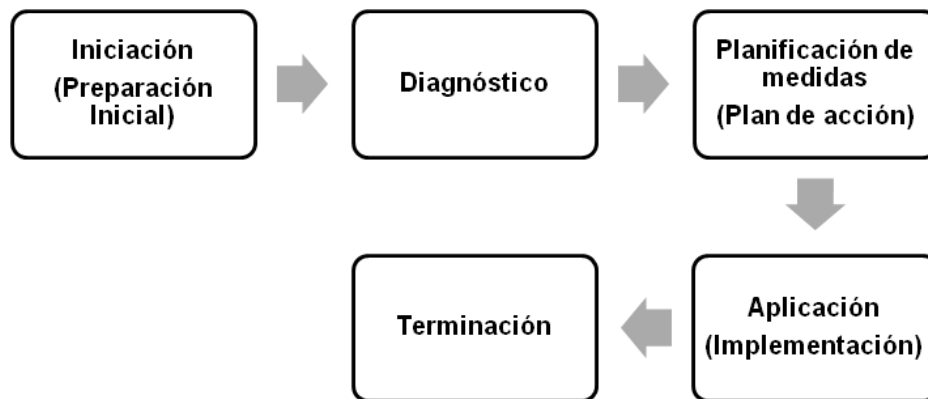 Iniciación
(Preparación
Inicial)
Diagnóstico
Planificación de
medidas
(Plan de acción)
Aplicación
(Implementación)
Terminación